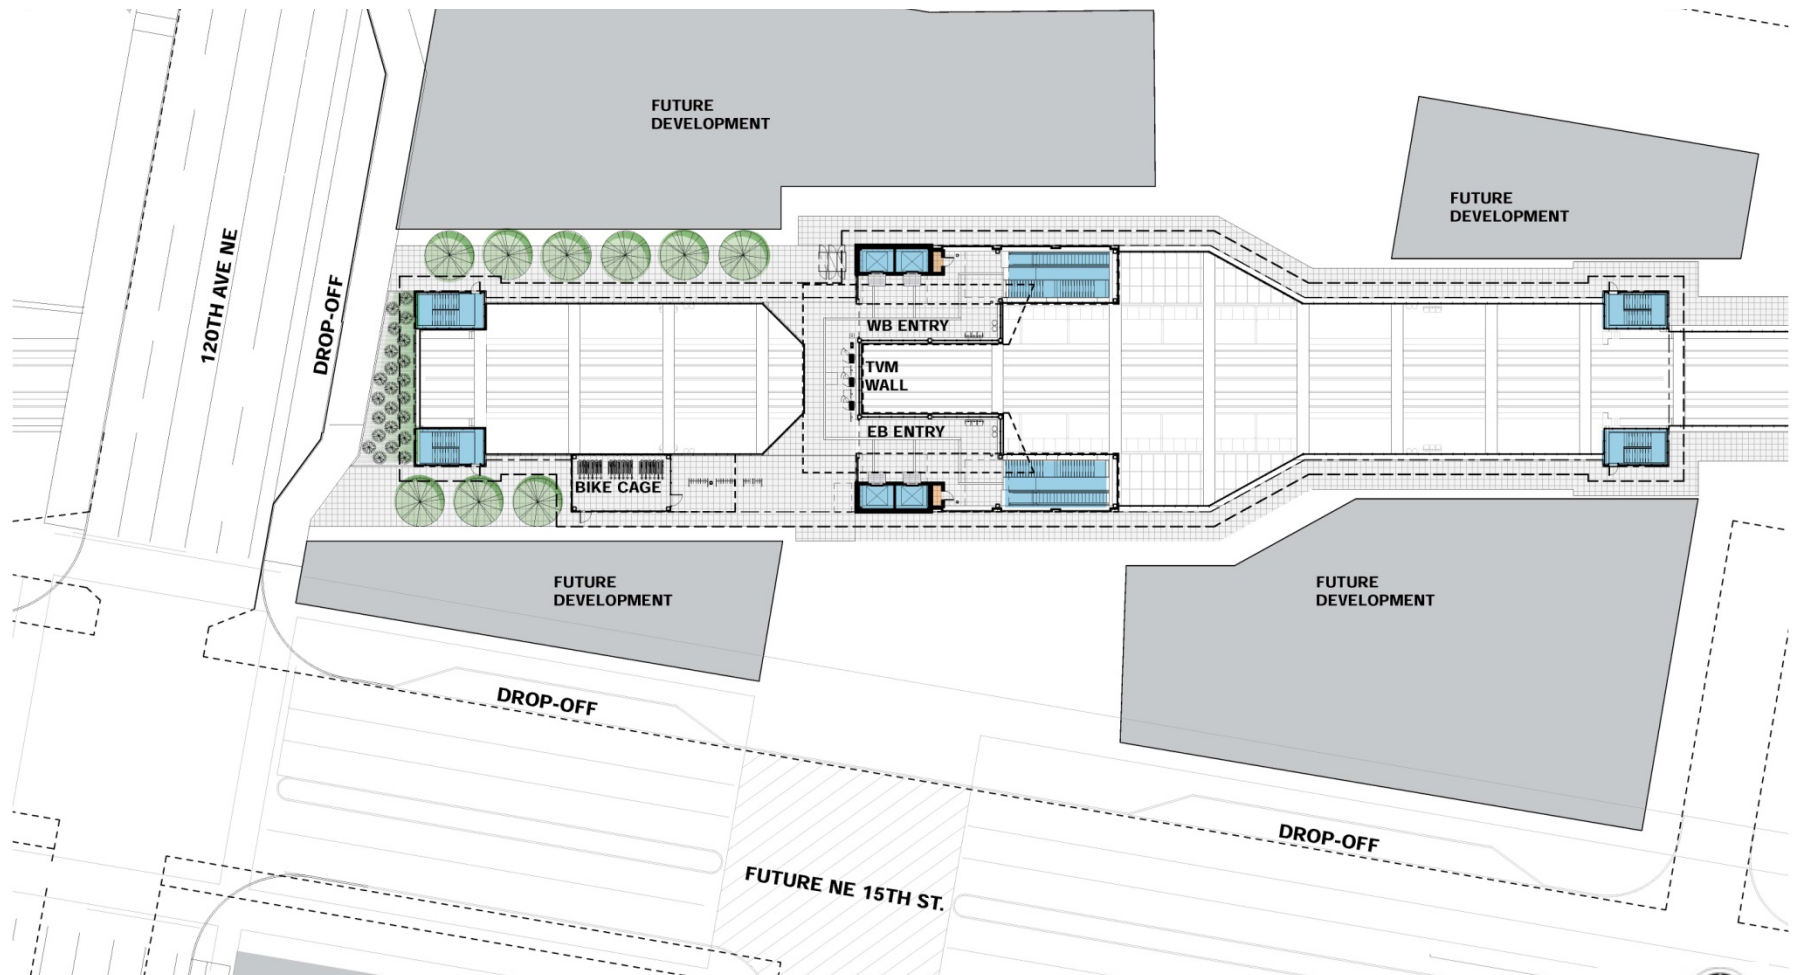 FUTURE
DEVELOPMENT
FUTURE
DEVELOPMENT
120TH AVE NE
DROP-OFF
WB ENTRY
TVM
WALL
EB ENTRY
BIKE CAGE
FUTURE
DEVELOPMENT
FUTURE
DEVELOPMENT
DROP-OFF
DROP-OFF
FUTURE NE 15TH ST.